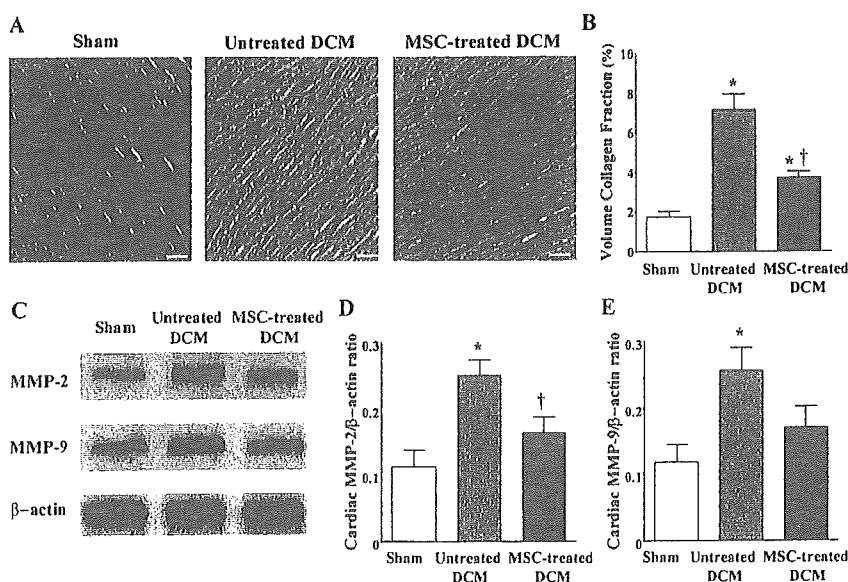 A
Sham
Untreated DCM
MSC-treated DCM
B
Volume Collagen Fraction (%)
10
8
6
4
2
0
*
* †
Sham
Untreated
DCM
MSC-treated
DCM
C
Sham
Untreated
DCM
MSC-treated
DCM
MMP-2
MMP-9
β-actin
D
Cardiac MMP-2/β-actin ratio
0.3
0.2
0.1
0
*
†
Sham
Untreated
DCM
MSC-treated
DCM
E
Cardiac MMP-9/β-actin ratio
0.3
0.2
0.1
0
*
Sham
Untreated
DCM
MSC-treated
DCM